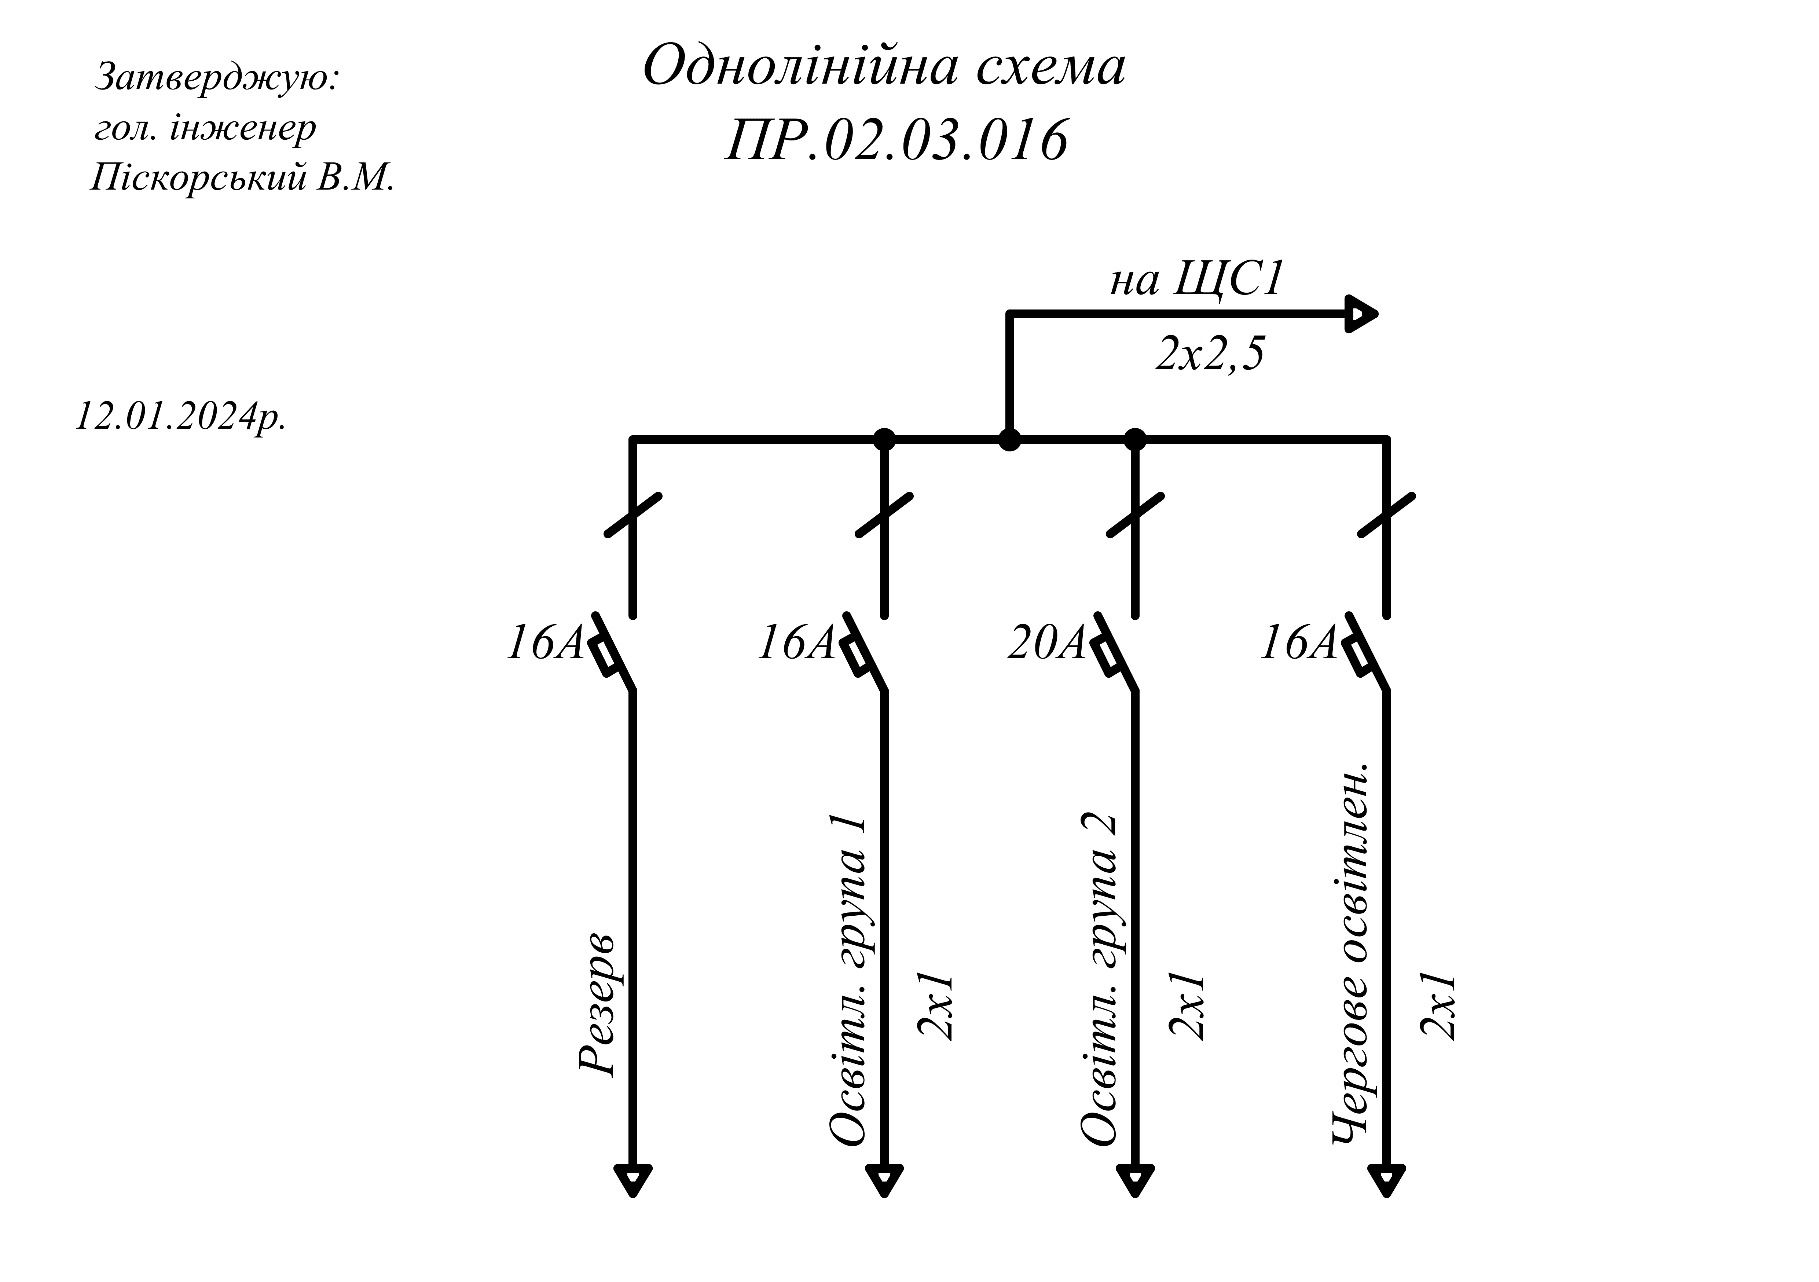 Затверджую:
гол. інженер
Піскорський В.М.
Однолінійна схема
ПР.02.03.016
на ЩС1
2х2,5
12.01.2024р.
16А
16А
20А
16А
Резерв
Освітл. група 1
2х1
Освітл. група 2
2х1
Чергове освітлен.
2х1